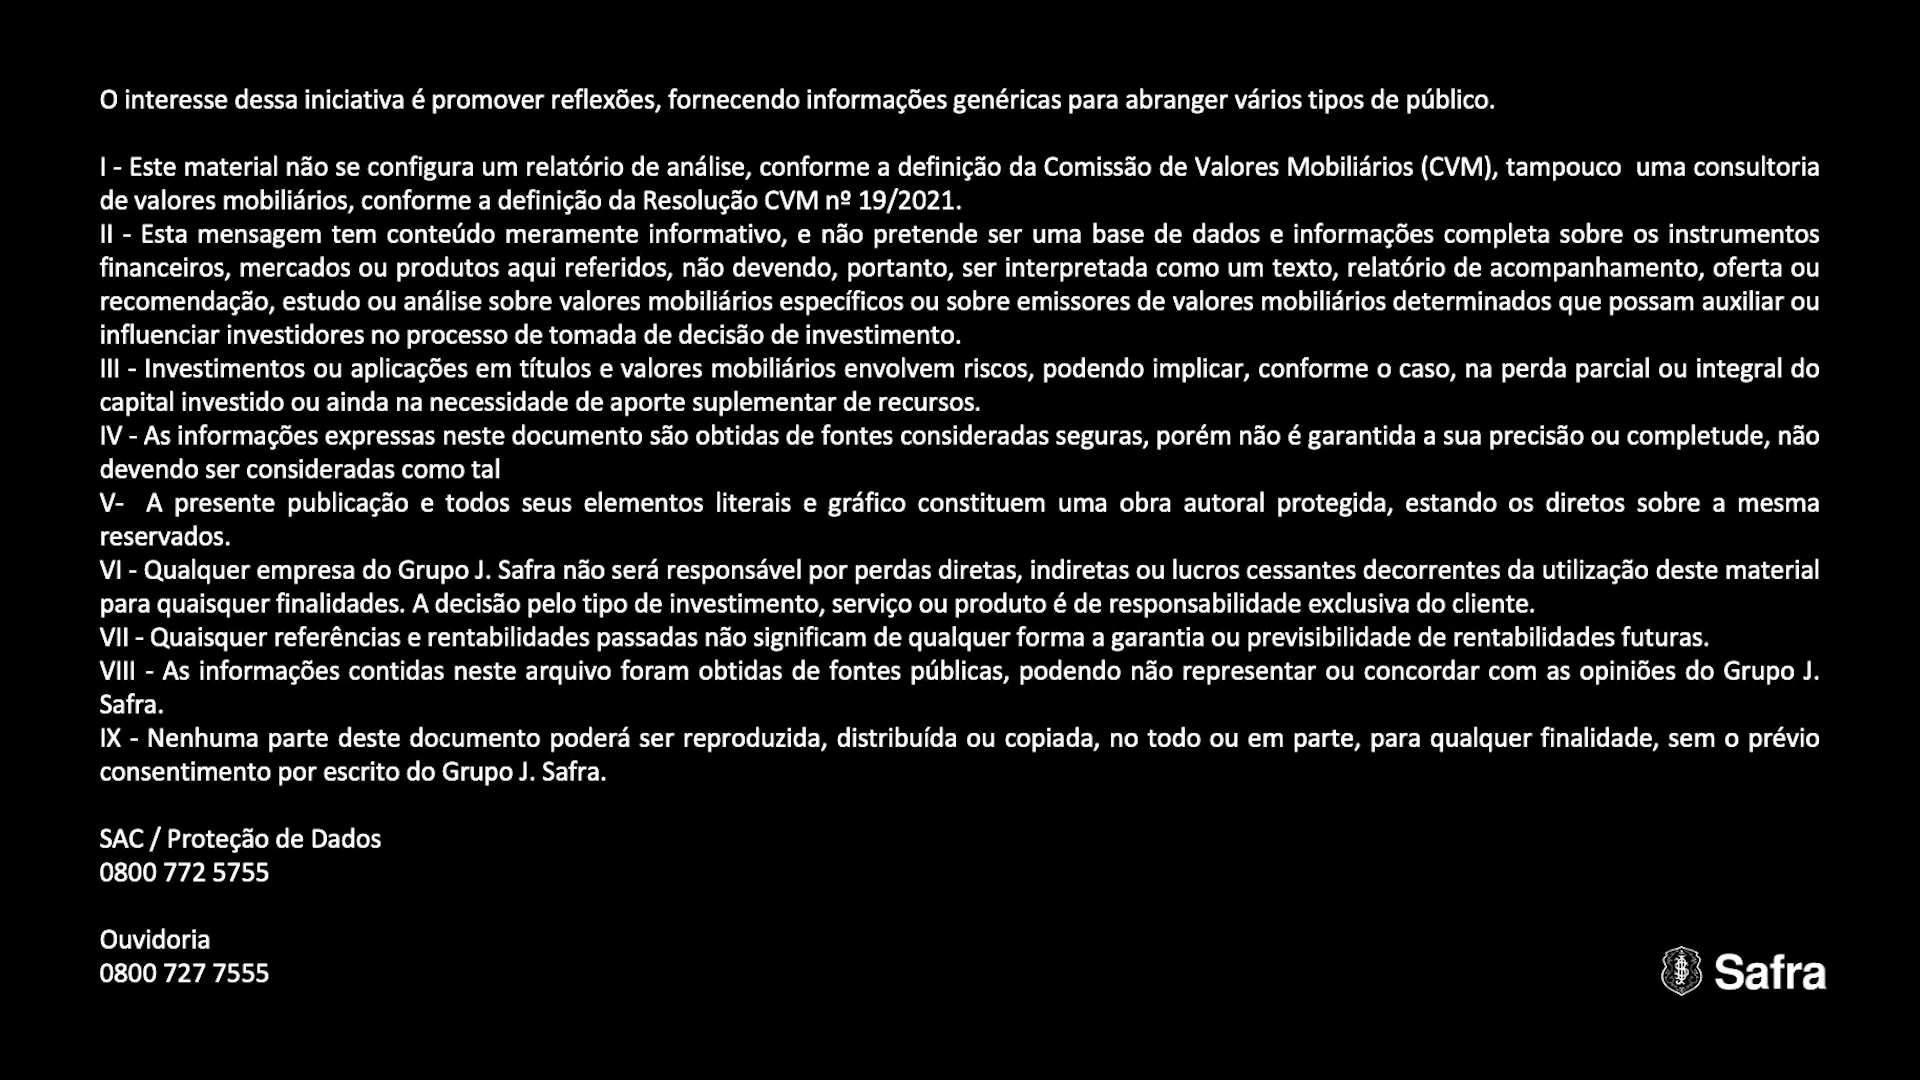 O interesse dessa iniciativa é promover reflexões, fornecendo informações genéricas para abranger vários tipos de público.
I - Este material não se configura um relatório de análise, conforme a definição da Comissão de Valores Mobiliários (CVM), tampouco  uma consultoria
de valores mobiliários, conforme a definição da Resolução CVM nº 19/2021.
II - Esta mensagem tem conteúdo meramente informativo, e não pretende ser uma base de dados e informações completa sobre os instrumentos
financeiros, mercados ou produtos aqui referidos, não devendo, portanto, ser interpretada como um texto, relatório de acompanhamento, oferta ou
recomendação, estudo ou análise sobre valores mobiliários específicos ou sobre emissores de valores mobiliários determinados que possam auxiliar ou
influenciar investidores no processo de tomada de decisão de investimento.
III - Investimentos ou aplicações em títulos e valores mobiliários envolvem riscos, podendo implicar, conforme o caso, na perda parcial ou integral do
capital investido ou ainda na necessidade de aporte suplementar de recursos.
IV - As informações expressas neste documento são obtidas de fontes consideradas seguras, porém não é garantida a sua precisão ou completude, não
devendo ser consideradas como tal
V-  A presente publicação e todos seus elementos literais e gráfico constituem uma obra autoral protegida, estando os diretos sobre a mesma
reservados.
VI - Qualquer empresa do Grupo J. Safra não será responsável por perdas diretas, indiretas ou lucros cessantes decorrentes da utilização deste material
para quaisquer finalidades. A decisão pelo tipo de investimento, serviço ou produto é de responsabilidade exclusiva do cliente.
VII - Quaisquer referências e rentabilidades passadas não significam de qualquer forma a garantia ou previsibilidade de rentabilidades futuras.
VIII - As informações contidas neste arquivo foram obtidas de fontes públicas, podendo não representar ou concordar com as opiniões do Grupo J.
Safra.
IX - Nenhuma parte deste documento poderá ser reproduzida, distribuída ou copiada, no todo ou em parte, para qualquer finalidade, sem o prévio
consentimento por escrito do Grupo J. Safra.
SAC / Proteção de Dados
0800 772 5755
Ouvidoria
0800 727 7555
Safra